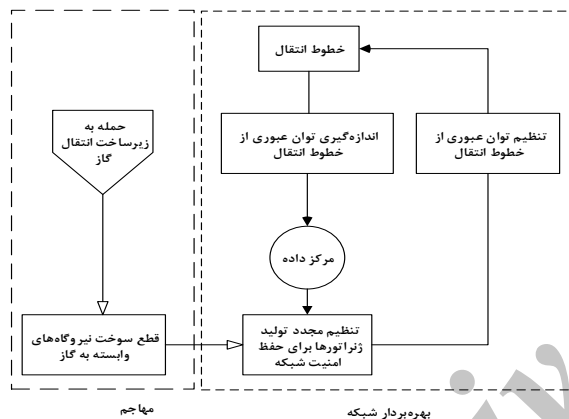 خطوط انتقال
حمله به
زیرساخت انتقال
گاز
اندازه‌گیری توان عبوری از
خطوط انتقال
تنظیم توان عبوری از
خطوط انتقال
مرکز داده
قطع سوخت نیروگاه‌های
وابسته به گاز
تنظیم مجدد تولید
ژنراتورها برای حفظ
امنیت شبکه
مهاجم
بهره‌بردار شبکه
iv